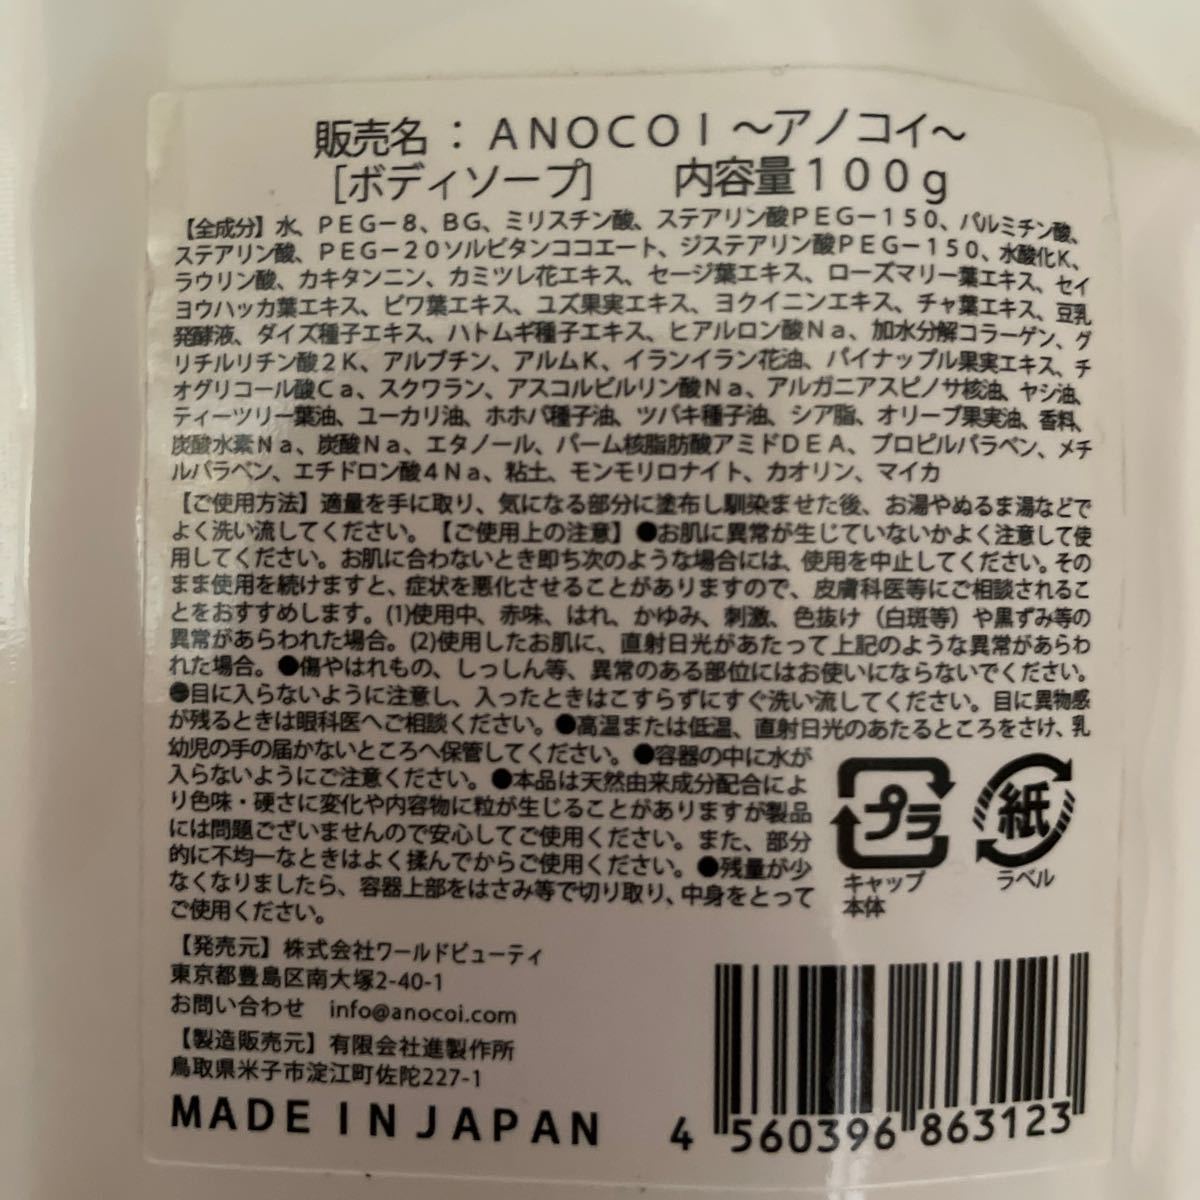 販売名：ANOCOI～アノコイ～
[ボディソープ]　内容量100g
【全成分】水、PEG－8、BG、ミリスチン酸、ステアリン酸PEG－150、パルミチン酸、
ステアリン酸、PEG－20ソルビタンココエート、ジステアリン酸PEG－150、水酸化K、
ラウリン酸、カキタンニン、カミツレ花エキス、セージ葉エキス、ローズマリー葉エキス、セイ
ヨウハッカ葉エキス、ビワ葉エキス、ユズ果実エキス、ヨクイニンエキス、チャ葉エキス、豆乳
発酵液、ダイズ種子エキス、ハトムギ種子エキス、ヒアルロン酸Na、加水分解コラーゲン、グ
リチルリチン酸2K、アルブチン、アルムK、イランイラン花油、パイナップル果実エキス、チ
オグリコール酸Ca、スクワラン、アスコルビルリン酸Na、アルガニアスピノサ核油、ヤシ油、
ティーツリー葉油、ユーカリ油、ホホバ種子油、ツバキ種子油、シア脂、オリーブ果実油、香料、
炭酸水素Na、炭酸Na、エタノール、パーム核脂肪酸アミドDEA、プロピルパラベン、メチ
ルパラベン、エチドロン酸4Na、粘土、モンモリロナイト、カオリン、マイカ
【ご使用方法】適量を手に取り、気になる部分に塗布し馴染ませた後、お湯やぬるま湯などで
よく洗い流してください。【ご使用上の注意】●お肌に異常が生じていないかよく注意して使
用してください。お肌に合わないとき即ち次のような場合には、使用を中止してください。その
まま使用を続けますと、症状を悪化させることがありますので、皮膚科医等にご相談されるこ
とをおすすめします。(1)使用中、赤味、はれ、かゆみ、刺激、色抜け（白斑等）や黒ずみ等の
異常があらわれた場合。(2)使用したお肌に、直射日光があたって上記のような異常があらわ
れた場合。●傷やはれもの、しっしん等、異常のある部位にはお使いにならないでください。
●目に入らないように注意し、入ったときはこすらずにすぐ洗い流してください。目に異物感
が残るときは眼科医へご相談ください。●高温または低温、直射日光のあたるところをさけ、乳
幼児の手の届かないところへ保管してください。●容器の中に水が
入らないようにご注意ください。●本品は天然由来成分配合によ
り色味・硬さに変化や内容物に粒が生じることがありますが製品
には問題ございませんので安心してご使用ください。また、部分
的に不均一なときはよく揉んでからご使用ください。●残量が少
なくなりましたら、容器上部をはさみ等で切り取り、中身をとって
ご使用ください。
プラ
キャップ
本体
紙
ラベル
【発売元】株式会社ワールドビューティ
東京都豊島区南大塚2-40-1
お問い合わせ　info@anocoi.com
【製造販売元】有限会社進製作所
鳥取県米子市淀江町佐陀227-1
MADE IN JAPAN
4 560396 863123